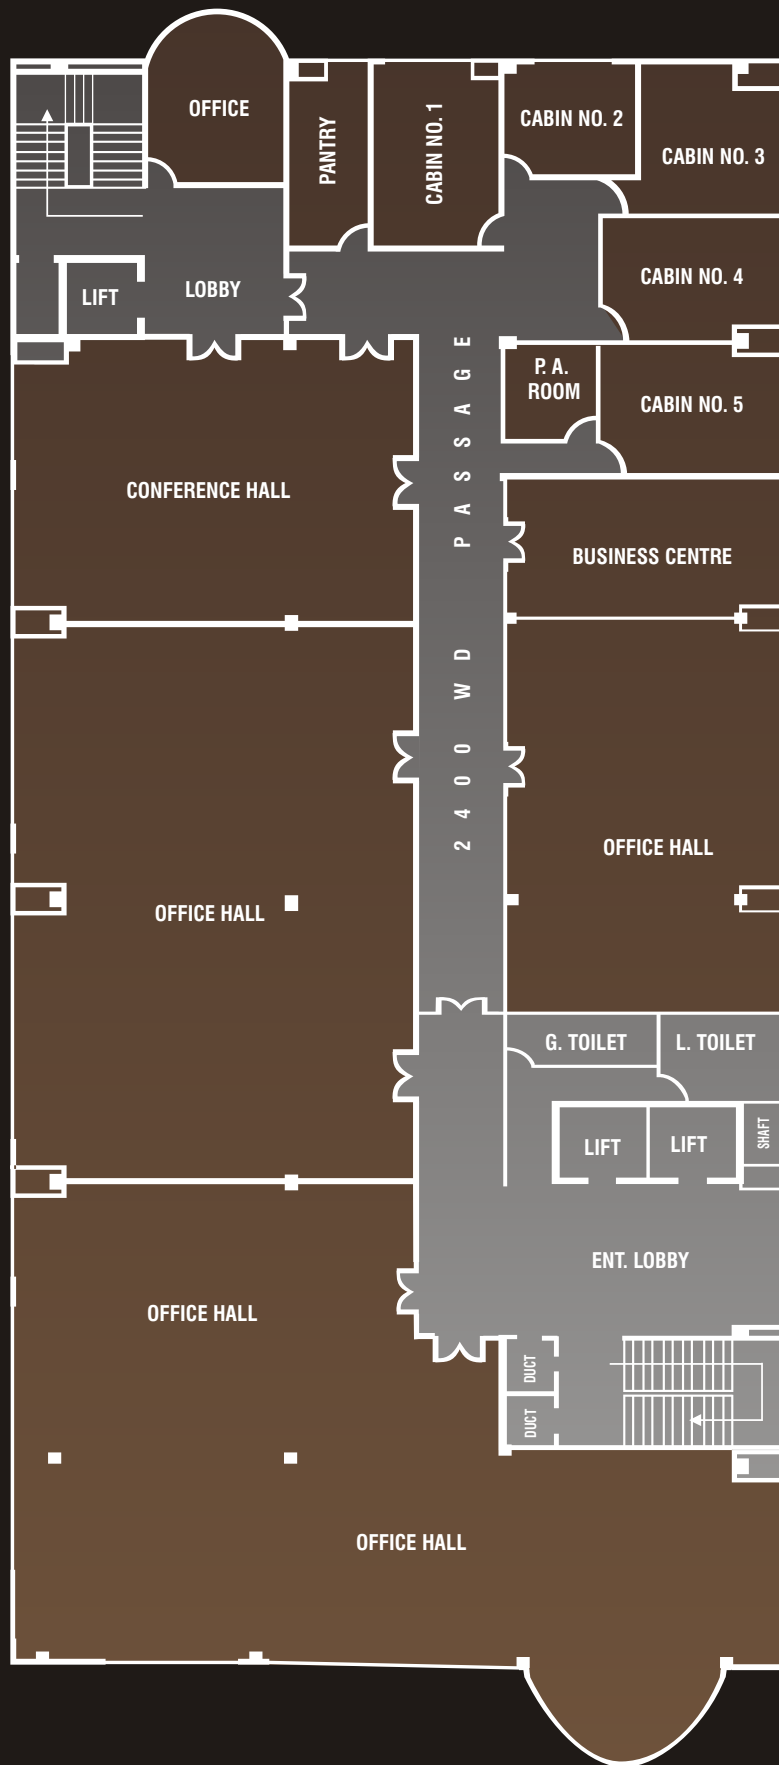 OFFICE
PANTRY
CABIN NO. 1
CABIN NO. 2
CABIN NO. 3
CABIN NO. 4
LIFT
LOBBY
P. A.
ROOM
CABIN NO. 5
CONFERENCE HALL
2400 WD PASSAGE
BUSINESS CENTRE
OFFICE HALL
OFFICE HALL
G. TOILET
L. TOILET
LIFT
LIFT
SHAFT
ENT. LOBBY
OFFICE HALL
DUCT
DUCT
OFFICE HALL